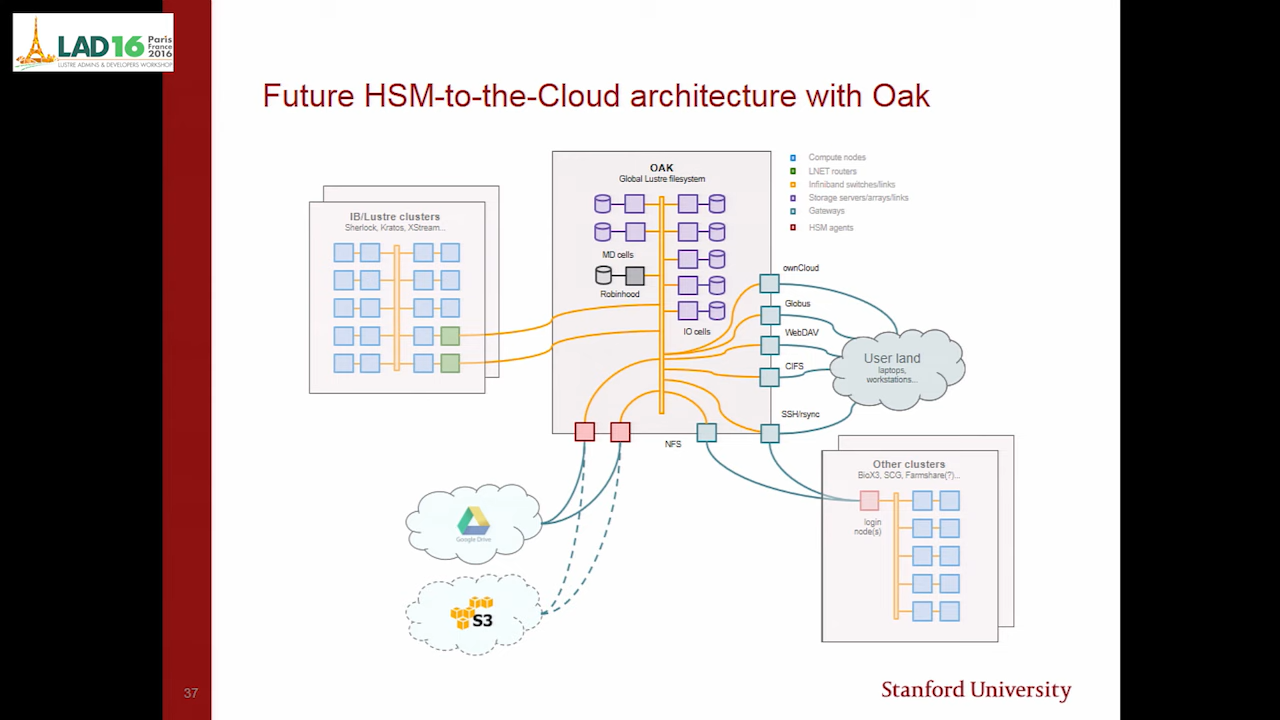 LAD16 Paris
France
2016
LUSTRE ADMINS & DEVELOPERS WORKSHOP
Future HSM-to-the-Cloud architecture with Oak
OAK
Global Lustre filesystem
MD cells
Robinhood
IO cells
Compute nodes
LNET routers
Infiniband switches/links
Storage servers/arrays/links
Gateways
HSM agents
IB/Lustre clusters
Sherlock, Kratos, XStream...
ownCloud
Globus
WebDAV
CIFS
SSH/rsync
NFS
User land
laptops,
workstations...
Other clusters
BioX3, SCG, Farmshare(?)...
login
node(s)
Google Drive
S3
37
Stanford University